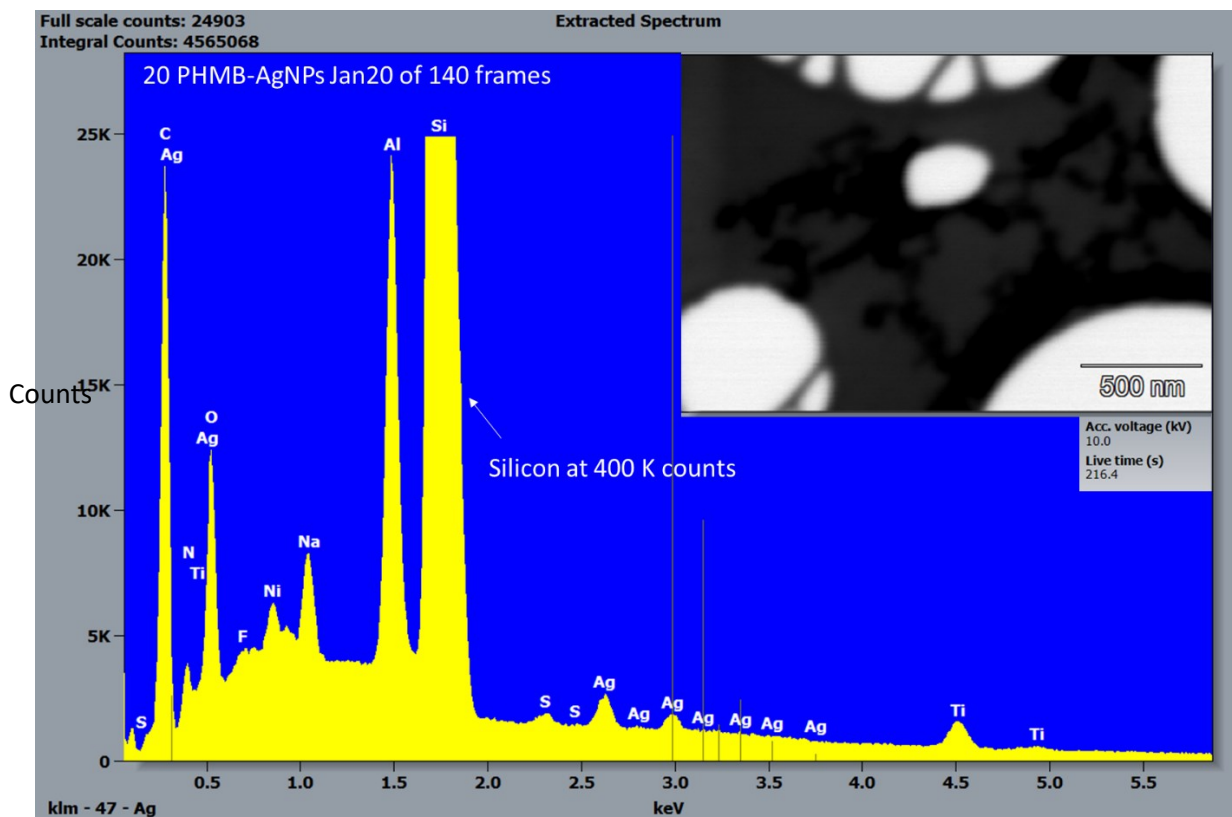 Full scale counts: 24903
Extracted Spectrum
Integral Counts: 4565068
20 PHMB-AgNPs Jan20 of 140 frames
25K
20K
15K
10K
5K
0
Counts
C
Ag
O
Ag
N
Ti
S
F
Ni
Na
Al
Si
Silicon at 400 K counts
S
S
Ag
Ag
Ag
Ag
Ag
Ag
Ag
Ti
Ti
500 nm
Acc. voltage (kV)
10.0
Live time (s)
216.4
0.5 1.0 1.5 2.0 2.5 3.0 3.5 4.0 4.5 5.0 5.5
klm - 47 - Ag
keV